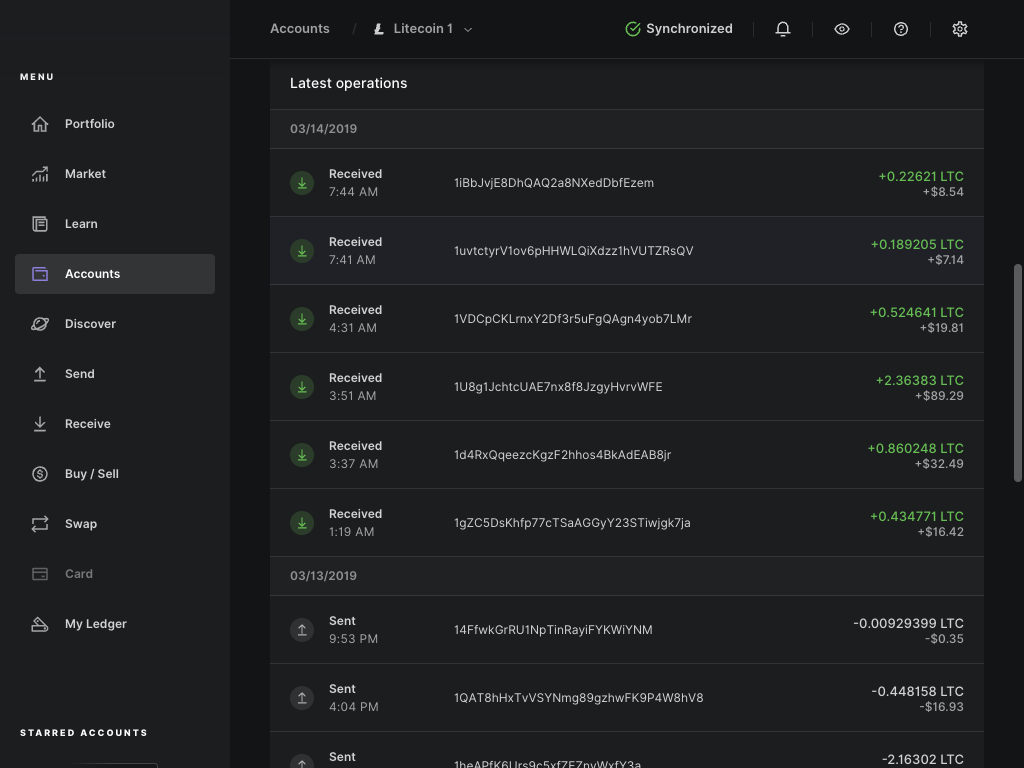 Accounts / Litecoin 1
Synchronized
MENU
Portfolio
Market
Learn
Accounts
Discover
Send
Receive
Buy / Sell
Swap
Card
My Ledger
STARRED ACCOUNTS
Latest operations
03/14/2019
Received
7:44 AM
1iBbJvjE8DhQAQ2a8NXedDbfEzem
+0.22621 LTC
+$8.54
Received
7:41 AM
1uvtctyrV1ov6pHHWLQiXdzz1hVUTZRsQV
+0.189205 LTC
+$7.14
Received
4:31 AM
1VDCpCKLrnxY2Df3r5uFgQAgn4yob7LMr
+0.524641 LTC
+$19.81
Received
3:51 AM
1U8g1JchtcUAE7nx8f8JzgyHvrvWFE
+2.36383 LTC
+$89.29
Received
3:37 AM
1d4RxQqeezcKgzF2hhos4BkAdEAB8jr
+0.860248 LTC
+$32.49
Received
1:19 AM
1gZC5DsKhfp77cTSaAGGyY23STiwjgk7ja
+0.434771 LTC
+$16.42
03/13/2019
Sent
9:53 PM
14FfwkGrRU1NpTinRayiFYKWiYNM
-0.00929399 LTC
-$0.35
Sent
4:04 PM
1QAT8hHxTvVSYNmg89gzhwFK9P4W8hV8
-0.448158 LTC
-$16.93
Sent
-2.16302 LTC